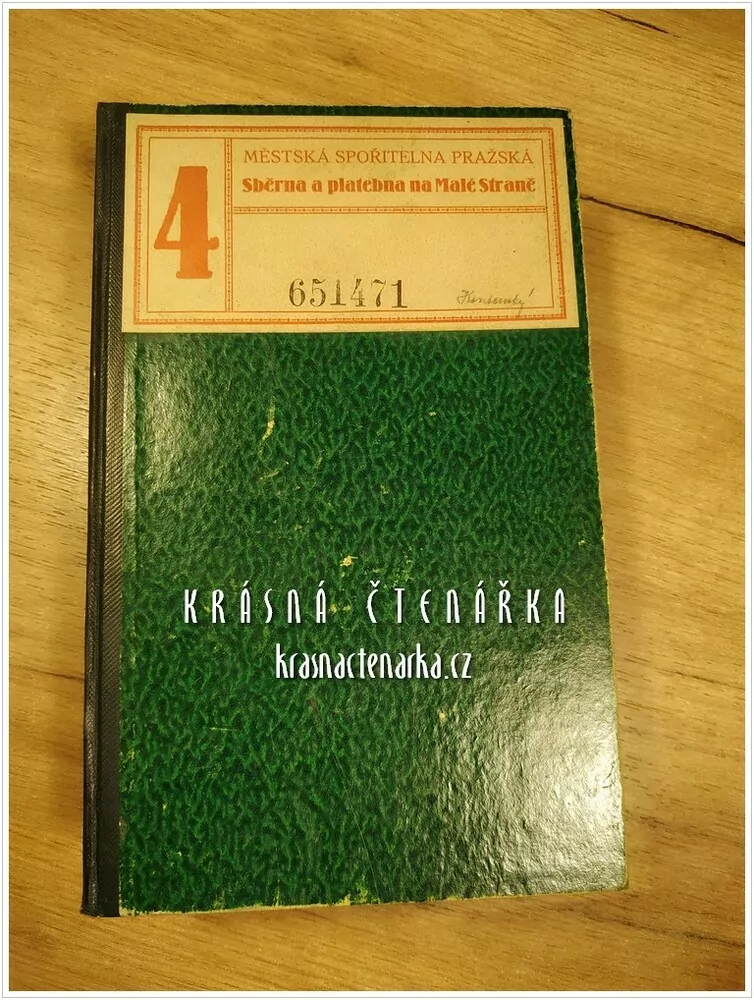 4
MĚSTSKÁ SPOŘITELNA PRAŽSKÁ
Sběrna a platebna na Malé Straně
651471
KRÁSNÁ ČTENÁŘKA
krasnactenarka.cz